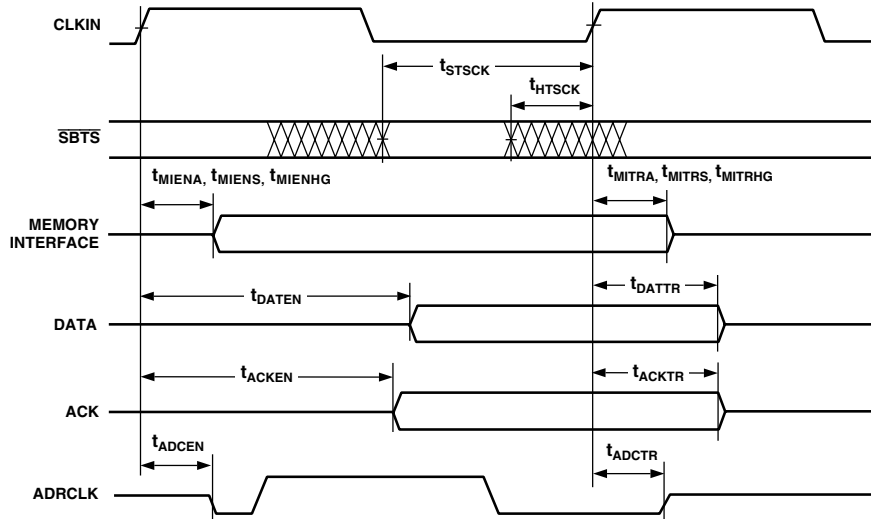 CLKIN
tSTSCK
tHTSCK
SBTS
tMIENA, tMIENS, tMIENHG
tMITRA, tMITRS, tMITRHG
MEMORY
INTERFACE
tDATEN
tDATTR
DATA
tACKEN
tACKTR
ACK
tADCEN
tADCTR
ADRCLK